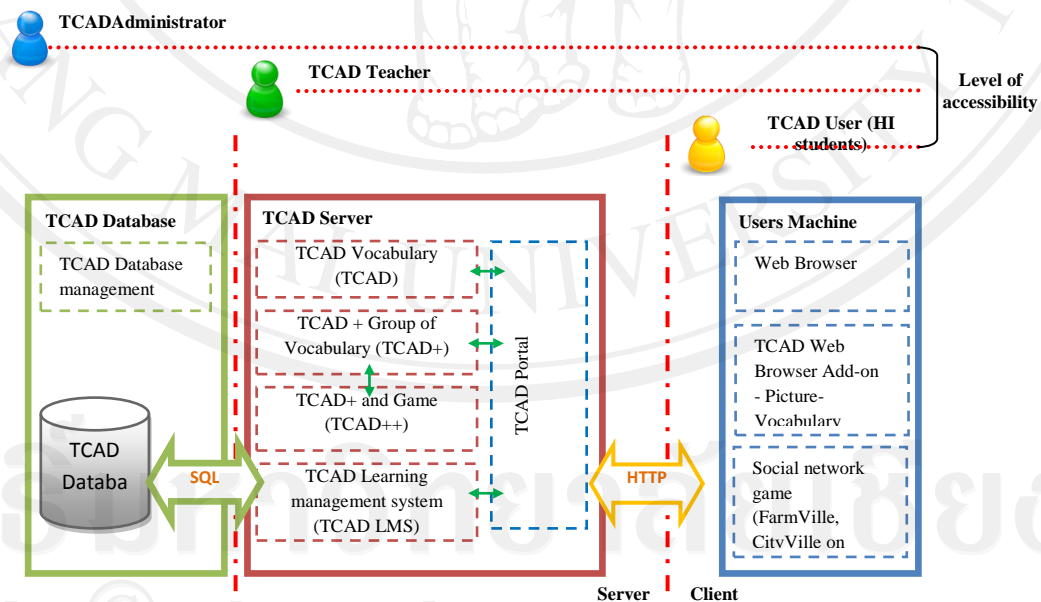 TCADAdministrator
TCAD Teacher
Level of
accessibility
TCAD User (HI
students)
TCAD Database
TCAD Database
management
TCAD
Databa
SQL
TCAD Server
TCAD Vocabulary
(TCAD)
TCAD + Group of
Vocabulary (TCAD+)
TCAD+ and Game
(TCAD++)
TCAD Learning
management system
(TCAD LMS)
TCAD Portal
HTTP
Users Machine
Web Browser
TCAD Web
Browser Add-on
- Picture-
Vocabulary
Social network
game
(FarmVille,
CityVille on
Server
Client